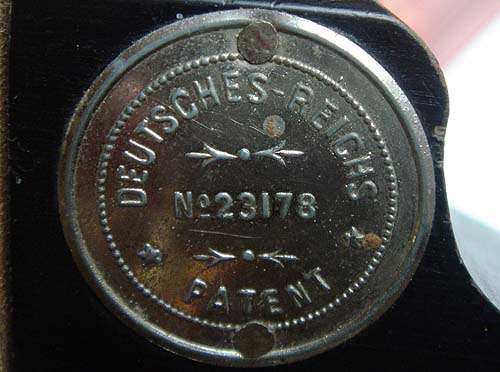 DEUTSCHES-REICHS
No 23178
PATENT